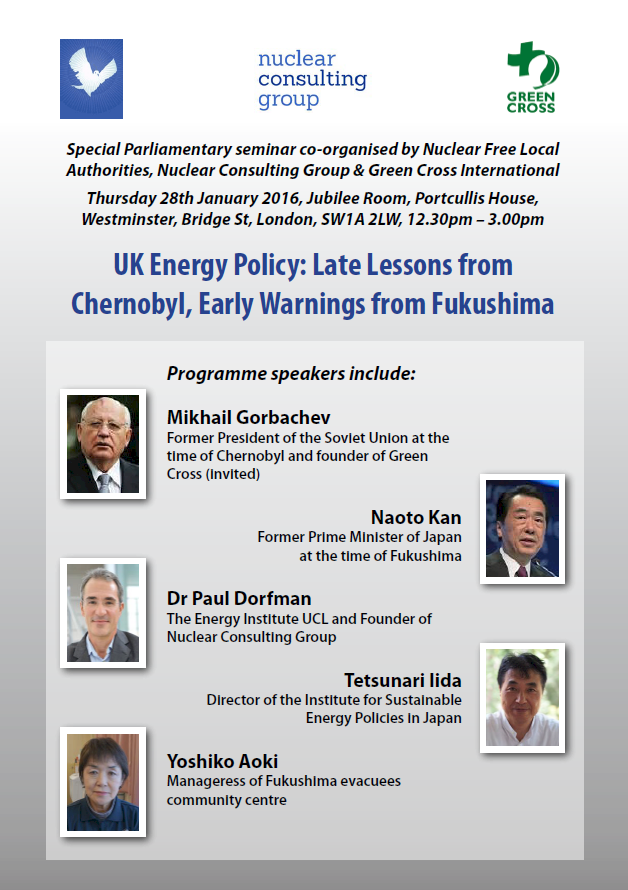 nuclear
consulting
group
GREEN
CROSS
Special Parliamentary seminar co-organised by Nuclear Free Local
Authorities, Nuclear Consulting Group & Green Cross International
Thursday 28th January 2016, Jubilee Room, Portcullis House,
Westminster, Bridge St, London, SW1A 2LW, 12.30pm – 3.00pm
UK Energy Policy: Late Lessons from
Chernobyl, Early Warnings from Fukushima
Programme speakers include:
Mikhail Gorbachev
Former President of the Soviet Union at the
time of Chernobyl and founder of Green
Cross (invited)
Naoto Kan
Former Prime Minister of Japan
at the time of Fukushima
Dr Paul Dorfman
The Energy Institute UCL and Founder of
Nuclear Consulting Group
Tetsunari Iida
Director of the Institute for Sustainable
Energy Policies in Japan
Yoshiko Aoki
Manageress of Fukushima evacuees
community centre